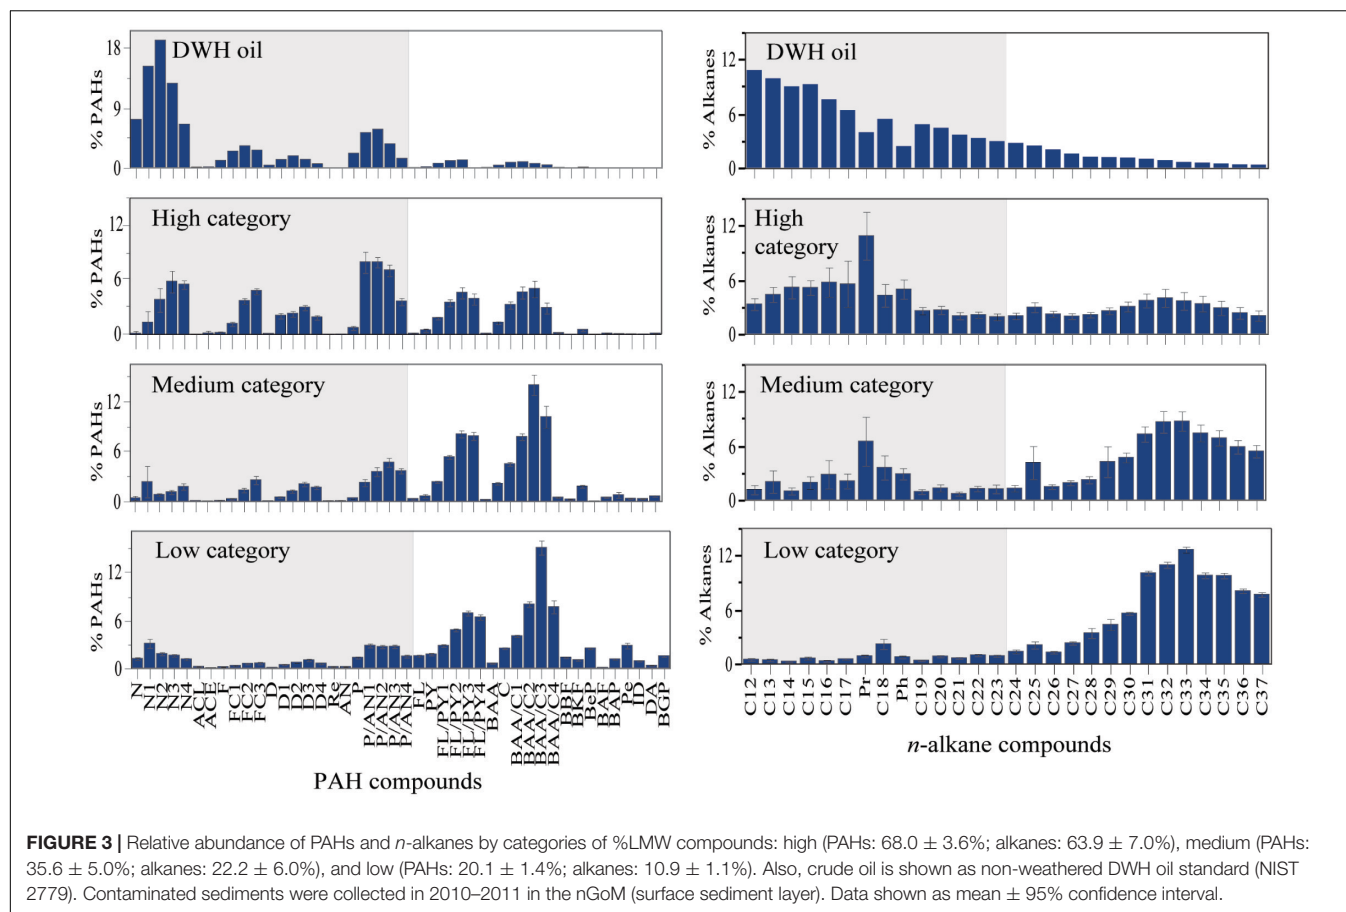 DWH oil
% PAHs
18
9
0
High category
% PAHs
12
6
0
Medium category
% PAHs
12
6
0
Low category
% PAHs
12
6
0
N
N1
N2
N3
N4
ACL
ACE
F
FC1
FC2
FC3
D
D1
D2
D3
D4
Re
AN
P
P/AN1
P/AN2
P/AN3
P/AN4
FL
PY
FL/PY1
FL/PY2
FL/PY3
FL/PY4
BAA
C
BAA/C1
BAA/C2
BAA/C3
BAA/C4
BBF
BKF
BeP
BAF
BAP
Pe
ID
DA
BGP
PAH compounds
DWH oil
% Alkanes
12
6
0
High
category
% Alkanes
12
6
0
Medium category
% Alkanes
12
6
0
Low category
% Alkanes
12
6
0
C12
C13
C14
C15
C16
C17
Pr
C18
Ph
C19
C20
C21
C22
C23
C24
C25
C26
C27
C28
C29
C30
C31
C32
C33
C34
C35
C36
C37
n-alkane compounds
FIGURE 3 | Relative abundance of PAHs and n-alkanes by categories of %LMW compounds: high (PAHs: 68.0 ± 3.6%; alkanes: 63.9 ± 7.0%), medium (PAHs:
35.6 ± 5.0%; alkanes: 22.2 ± 6.0%), and low (PAHs: 20.1 ± 1.4%; alkanes: 10.9 ± 1.1%). Also, crude oil is shown as non-weathered DWH oil standard (NIST
2779). Contaminated sediments were collected in 2010–2011 in the nGoM (surface sediment layer). Data shown as mean ± 95% confidence interval.